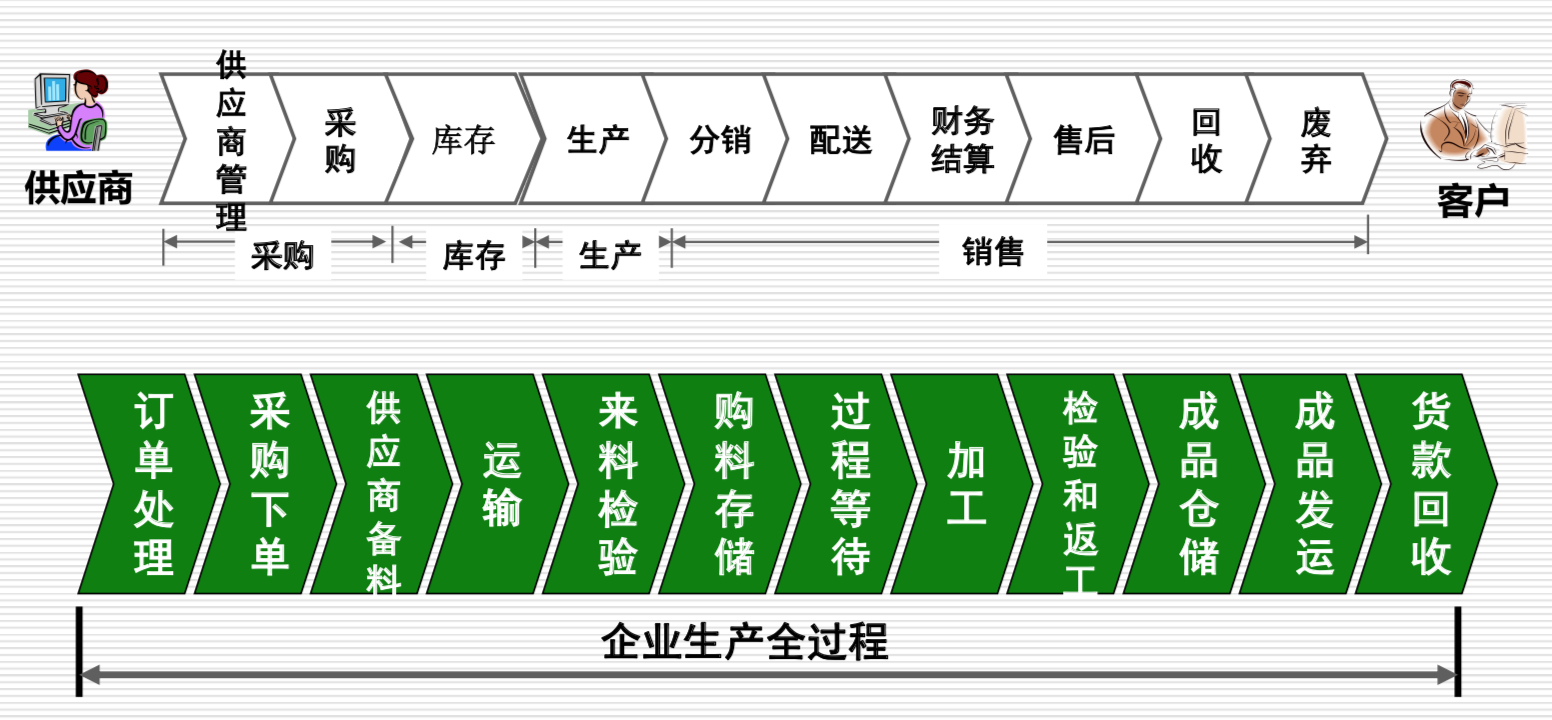 供应商
供应商管理
采购
库存
生产
分销
配送
财务
结算
售后
回收
废弃
客户
采购
库存
生产
销售
订单处理
采购下单
供应商备料
运输
来料检验
购料存储
过程等待
加工
检验和返工
成品仓储
成品发运
货款回收
企业生产全过程